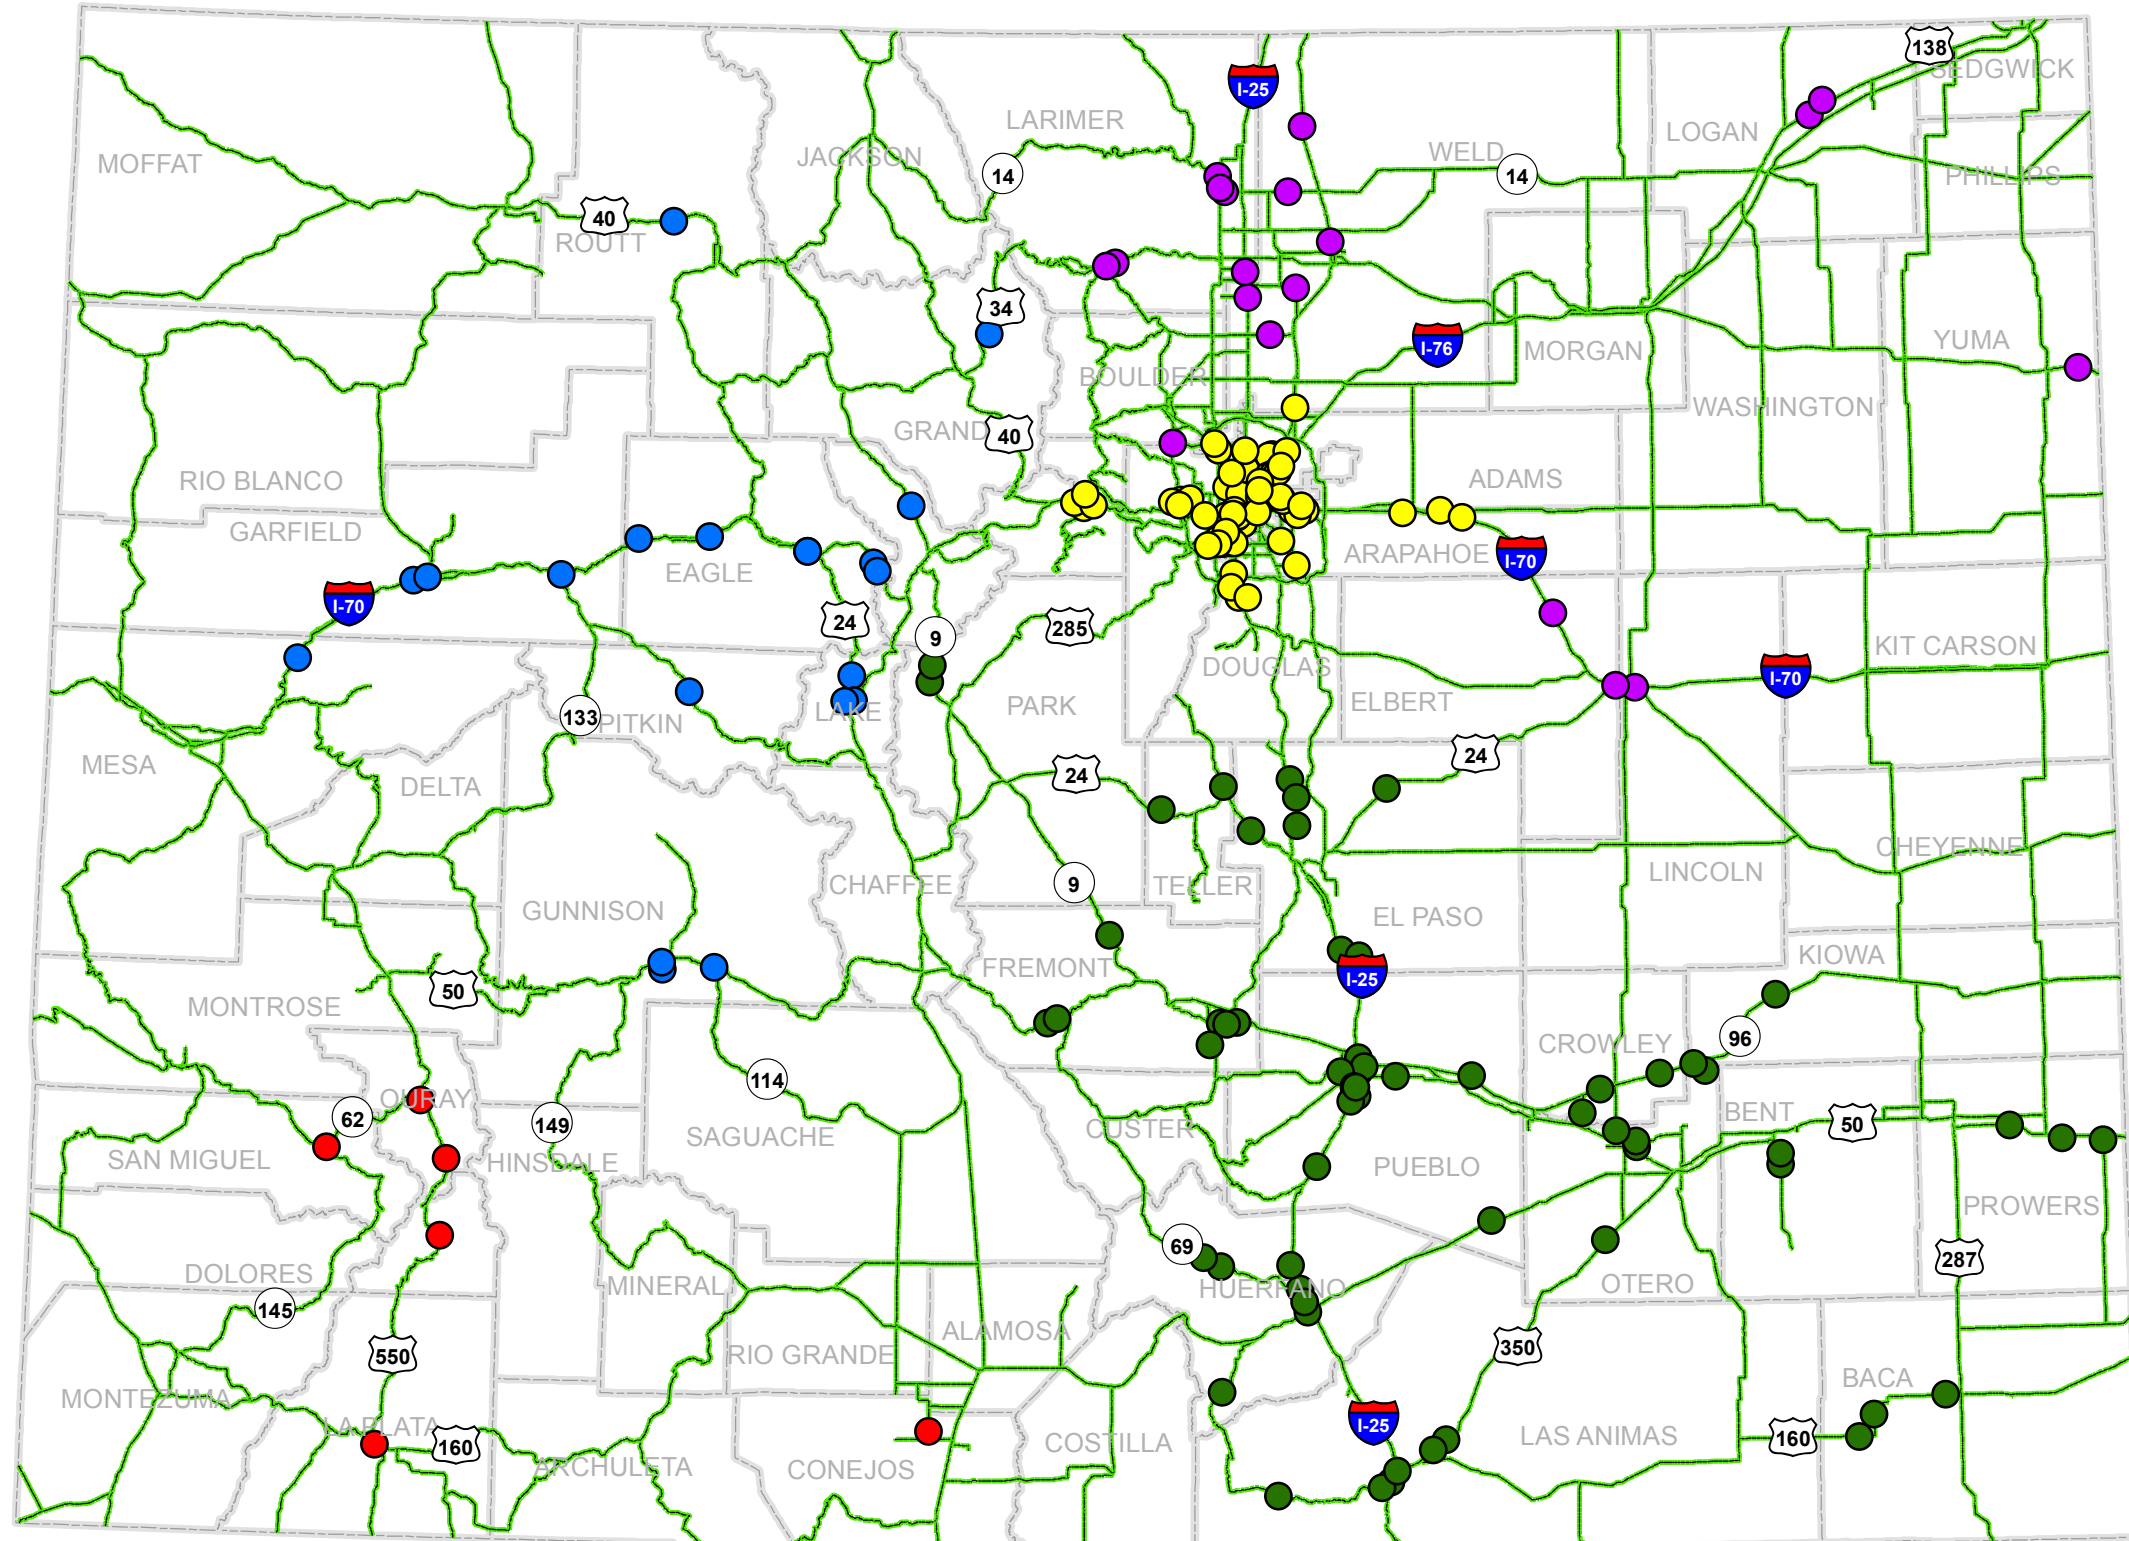 138
SEDGWICK
I-25
LARIMER
LOGAN
WELD
MOFFAT
JACKSON
14
14
PHILLIPS
40
ROUTT
34
I-76
MORGAN
YUMA
BOULDER
WASHINGTON
GRAND
40
RIO BLANCO
ADAMS
GARFIELD
ARAPAHOE
I-70
EAGLE
I-70
24
285
9
KIT CARSON
DOUGLAS
I-70
ELBERT
PARK
133
PITKIN
LAKE
24
MESA
24
DELTA
CHEYENNE
LINCOLN
9
CHAFFEE
TELLER
GUNNISON
EL PASO
KIOWA
FREMONT
I-25
50
MONTROSE
96
CROWLEY
114
OURAY
62
BENT
50
149
CUSTER
SAGUACHE
SAN MIGUEL
HINSDALE
PUEBLO
PROWERS
69
287
DOLORES
MINERAL
HUERFANO
OTERO
145
ALAMOSA
350
550
RIO GRANDE
BACA
MONTEZUMA
LA PLATA
I-25
160
COSTILLA
LAS ANIMAS
160
ARCHULETA
CONEJOS